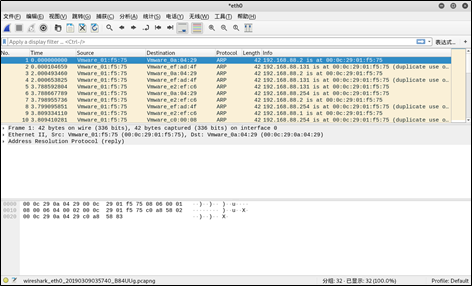 *eth0
文件(F) 编辑(E) 视图(V) 跳转(G) 捕获(C) 分析(A) 统计(S) 电话(Y) 无线(W) 工具(T) 帮助(H)
Apply a display filter ... <Ctrl-/> 表达式… +
No. Time Source Destination Protocol Length Info
1 0.000000000 Vmware_01:f5:75 Vmware_0a:04:29 ARP 42 192.168.88.2 is at 00:0c:29:01:f5:75
2 0.000104659 Vmware_01:f5:75 Vmware_ef:ad:4f ARP 42 192.168.88.131 is at 00:0c:29:01:f5:75 (duplicate use o…
3 2.000493460 Vmware_01:f5:75 Vmware_0a:04:29 ARP 42 192.168.88.2 is at 00:0c:29:01:f5:75
4 2.000653835 Vmware_01:f5:75 Vmware_ef:ad:4f ARP 42 192.168.88.131 is at 00:0c:29:01:f5:75 (duplicate use o…
5 3.788592804 Vmware_01:f5:75 Vmware_e2:ef:c6 ARP 42 192.168.88.131 is at 00:0c:29:01:f5:75
6 3.788677789 Vmware_01:f5:75 Vmware_0a:04:29 ARP 42 192.168.88.254 is at 00:0c:29:01:f5:75 (duplicate use o…
7 3.798955736 Vmware_01:f5:75 Vmware_e2:ef:c6 ARP 42 192.168.88.2 is at 00:0c:29:01:f5:75
8 3.799095851 Vmware_01:f5:75 Vmware_ef:ad:4f ARP 42 192.168.88.254 is at 00:0c:29:01:f5:75 (duplicate use o…
9 3.809334110 Vmware_01:f5:75 Vmware_e2:ef:c6 ARP 42 192.168.88.1 is at 00:0c:29:01:f5:75
10 3.809410281 Vmware_01:f5:75 Vmware_c0:00:08 ARP 42 192.168.88.254 is at 00:0c:29:01:f5:75 (duplicate use o…
Frame 1: 42 bytes on wire (336 bits), 42 bytes captured (336 bits) on interface 0
Ethernet II, Src: Vmware_01:f5:75 (00:0c:29:01:f5:75), Dst: Vmware_0a:04:29 (00:0c:29:0a:04:29)
Address Resolution Protocol (reply)
0000 00 0c 29 0a 04 29 00 0c 29 01 f5 75 08 06 00 01 ··)··)·· )··u····
0010 08 00 06 04 00 02 00 0c 29 01 f5 75 c0 a8 58 02 ········ )··u··X·
0020 00 0c 29 0a 04 29 c0 a8 58 83 ··)··)·· X·
wireshark_eth0_20190309035740_B84UUg.pcapng 分组: 32 · 已显示: 32 (100.0%) Profile: Default